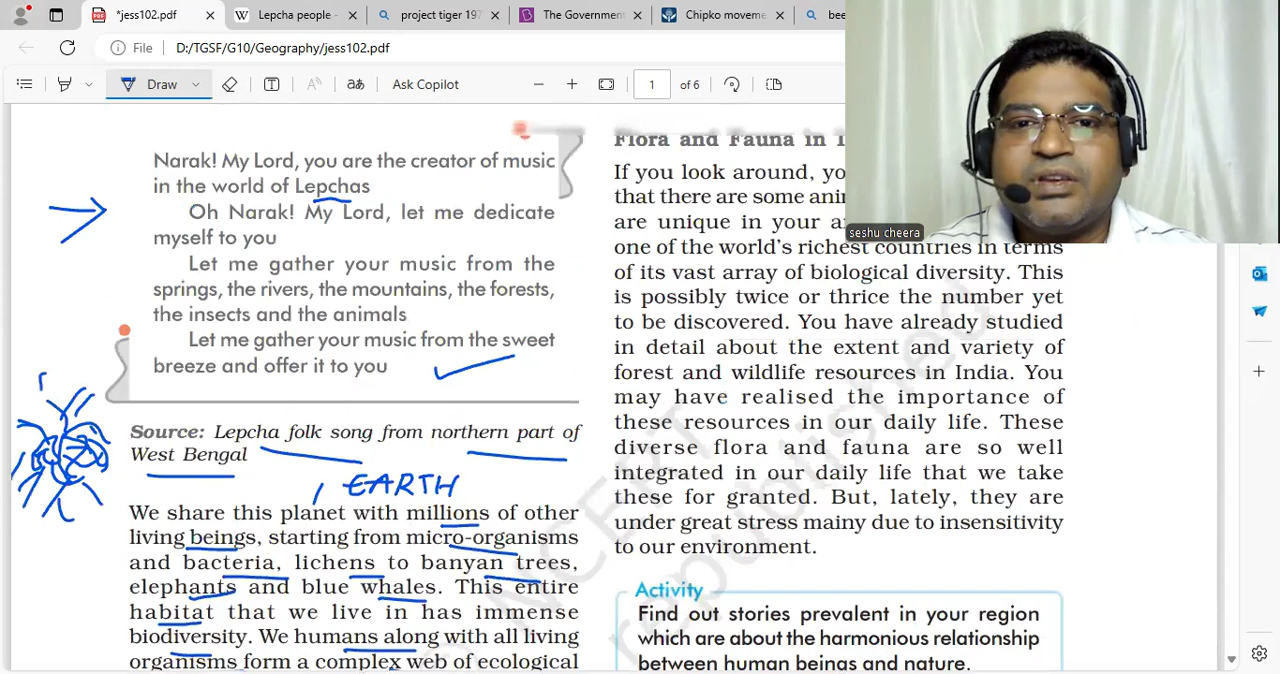 *jess102.pdf
Lepcha people -
project tiger 197
The Government
Chipko moveme
bee
File
D:/TGSF/G10/Geography/jess102.pdf
Draw
aあ
Ask Copilot
1
of 6
Narak! My Lord, you are the creator of music
in the world of Lepchas
Oh Narak! My Lord, let me dedicate
myself to you
Let me gather your music from the
springs, the rivers, the mountains, the forests,
the insects and the animals
Let me gather your music from the sweet
breeze and offer it to you
Source: Lepcha folk song from northern part of
West Bengal
EARTH
We share this planet with millions of other
living beings, starting from micro-organisms
and bacteria, lichens to banyan trees,
elephants and blue whales. This entire
habitat that we live in has immense
biodiversity. We humans along with all living
organisms form a complex web of ecological
Flora and Fauna in
If you look around, yo
that there are some ani
are unique in your a
one of the world's richest countries in terms
of its vast array of biological diversity. This
is possibly twice or thrice the number yet
to be discovered. You have already studied
in detail about the extent and variety of
forest and wildlife resources in India. You
may have realised the importance of
these resources in our daily life. These
diverse flora and fauna are so well
integrated in our daily life that we take
these for granted. But, lately, they are
under great stress mainy due to insensitivity
to our environment.
Activity
Find out stories prevalent in your region
which are about the harmonious relationship
between human beings and nature.
seshu cheera